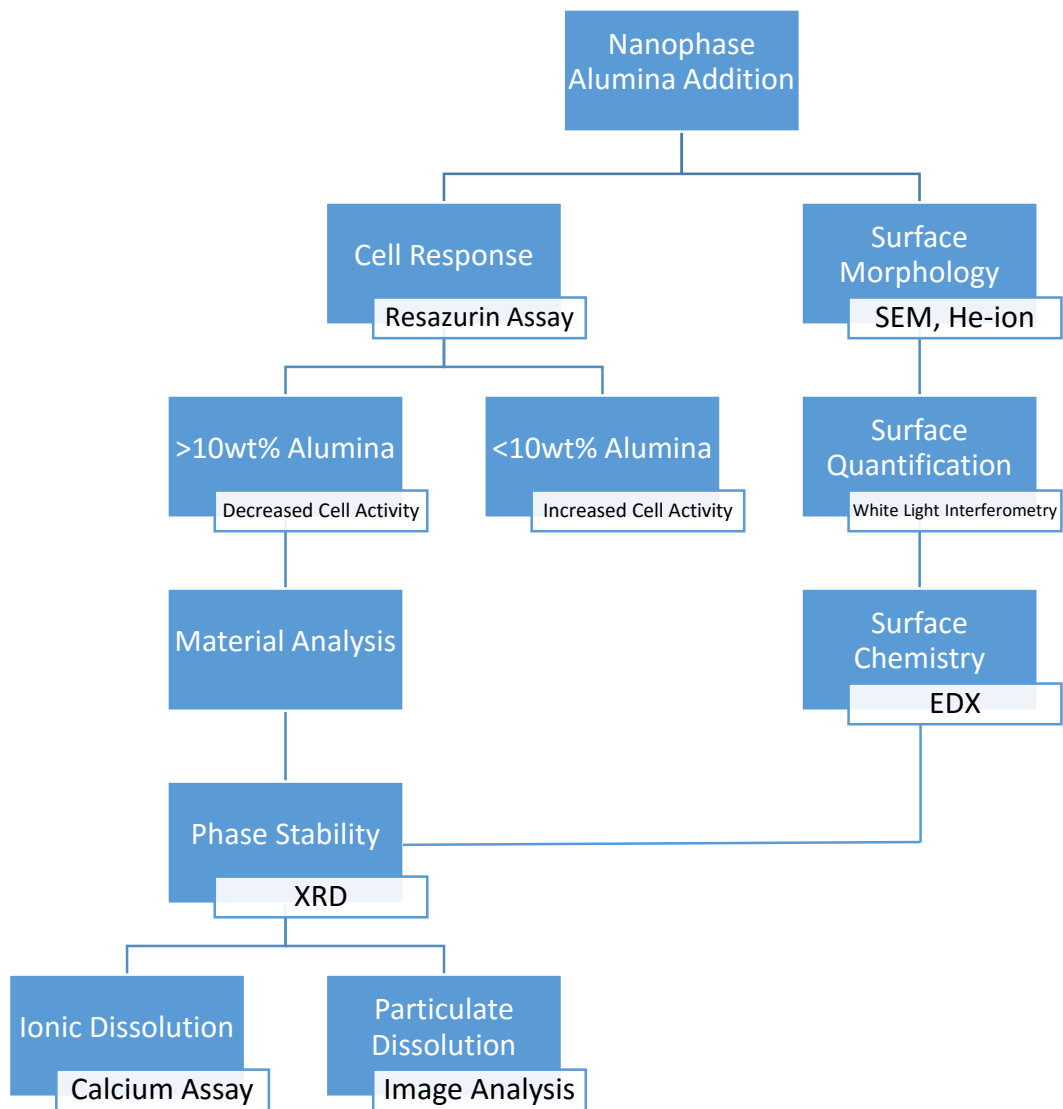 Nanophase
Alumina Addition
Cell Response
Resazurin Assay
Surface
Morphology
SEM, He-ion
>10wt% Alumina
Decreased Cell Activity
<10wt% Alumina
Increased Cell Activity
Surface
Quantification
White Light Interferometry
Material Analysis
Surface
Chemistry
EDX
Phase Stability
XRD
Ionic Dissolution
Calcium Assay
Particulate
Dissolution
Image Analysis